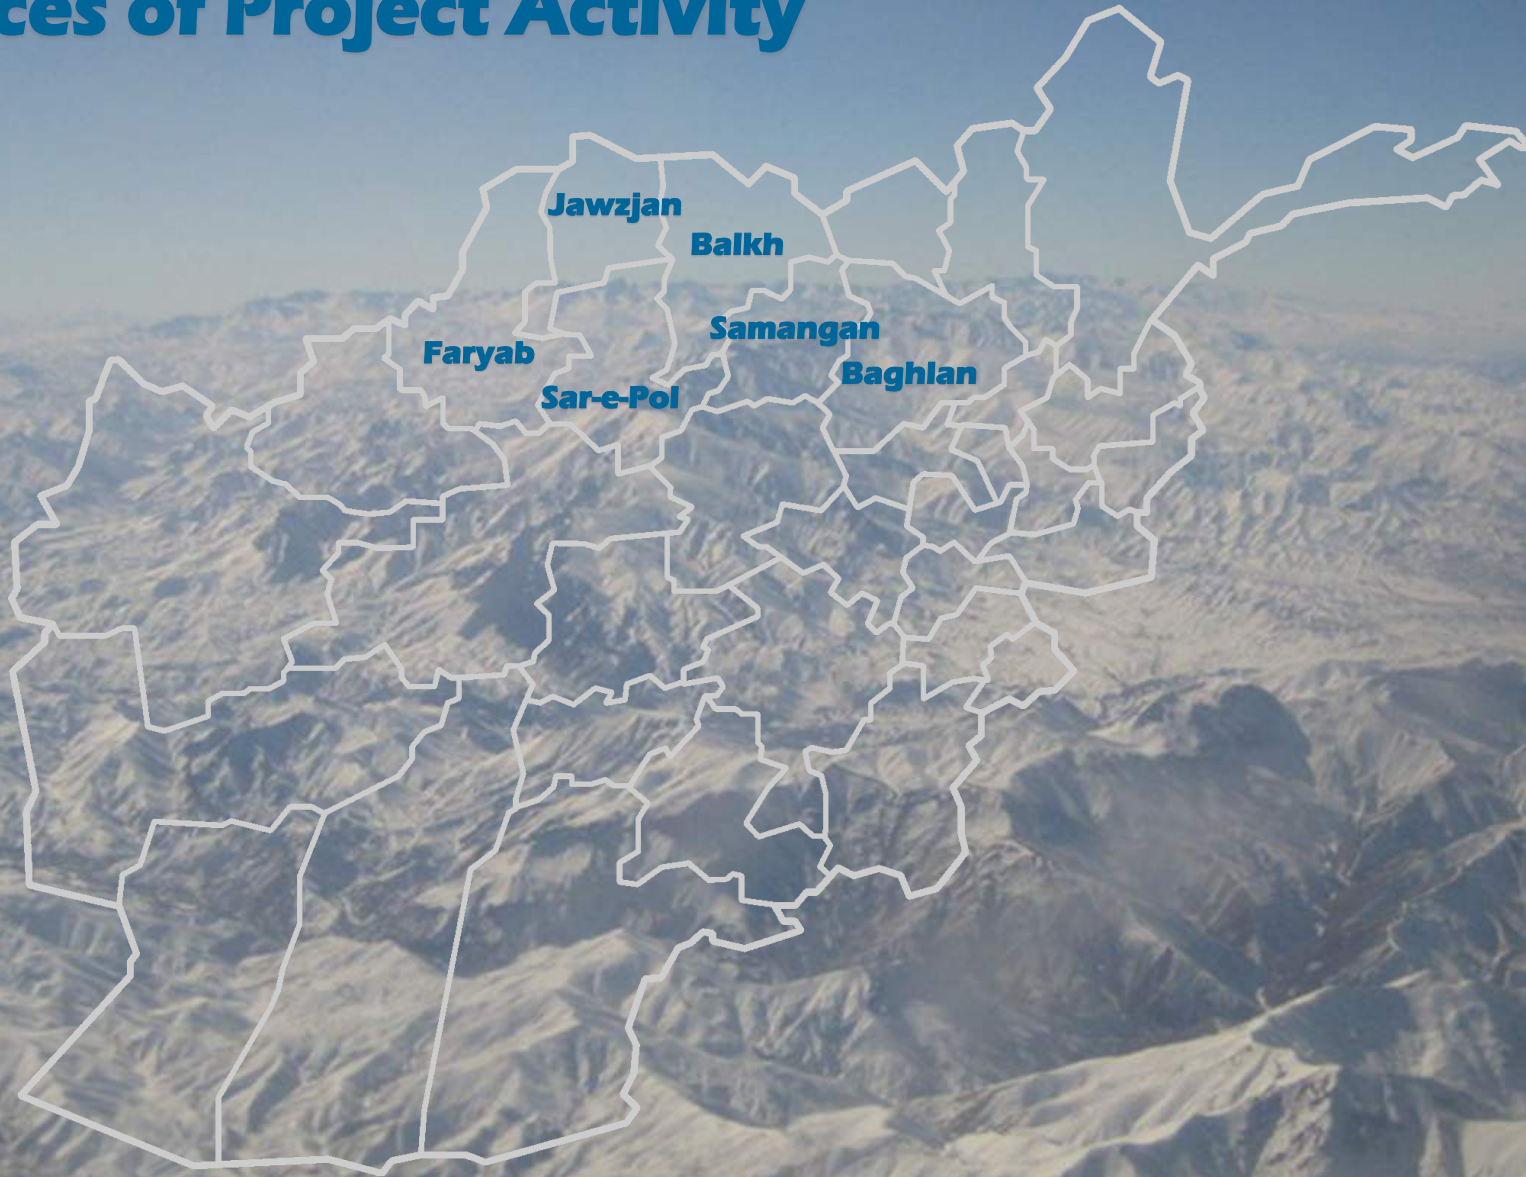 ces of Project Activity
Jawzjan
Balkh
Samangan
Faryab
Baghlan
Sar-e-Pol